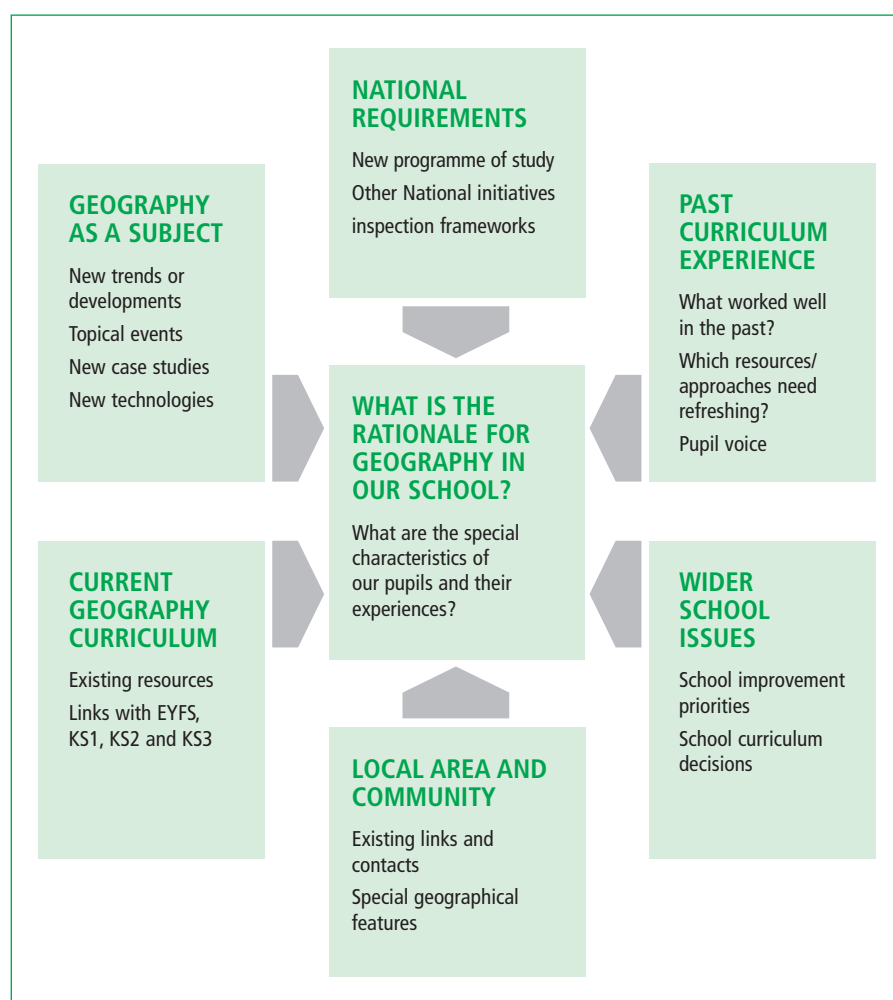 NATIONAL
REQUIREMENTS
New programme of study
Other National initiatives
inspection frameworks
GEOGRAPHY
AS A SUBJECT
New trends or
developments
Topical events
New case studies
New technologies
PAST
CURRICULUM
EXPERIENCE
What worked well
in the past?
Which resources/
approaches need
refreshing?
Pupil voice
WHAT IS THE
RATIONALE FOR
GEOGRAPHY IN
OUR SCHOOL?
What are the special
characteristics of
our pupils and their
experiences?
CURRENT
GEOGRAPHY
CURRICULUM
Existing resources
Links with EYFS,
KS1, KS2 and KS3
WIDER
SCHOOL
ISSUES
School improvement
priorities
School curriculum
decisions
LOCAL AREA AND
COMMUNITY
Existing links and
contacts
Special geographical
features